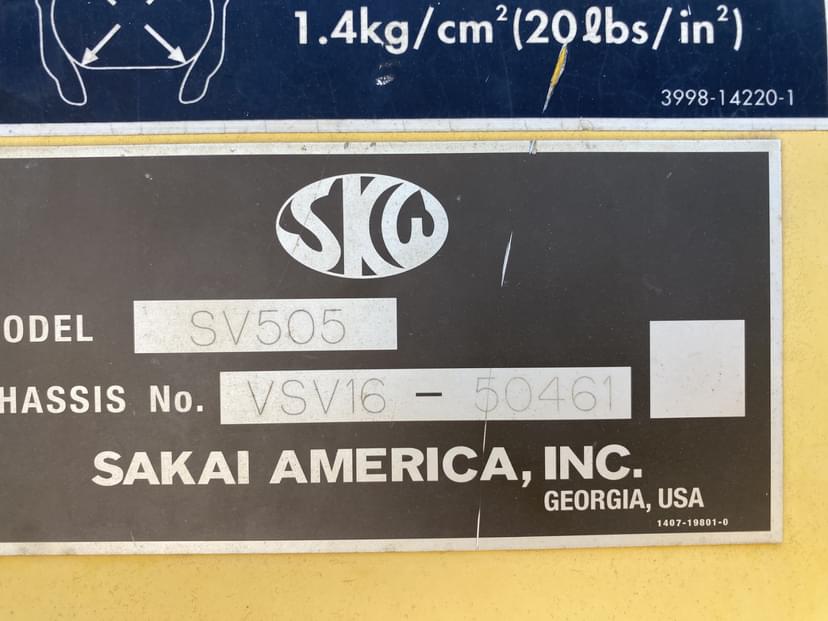 1.4kg/cm²(20ℓbs/in²)
3998-14220-1
SKW
ODEL SV505
HASSIS No. VSV16 - 50461
SAKAI AMERICA, INC.
GEORGIA, USA
1407-19801-0